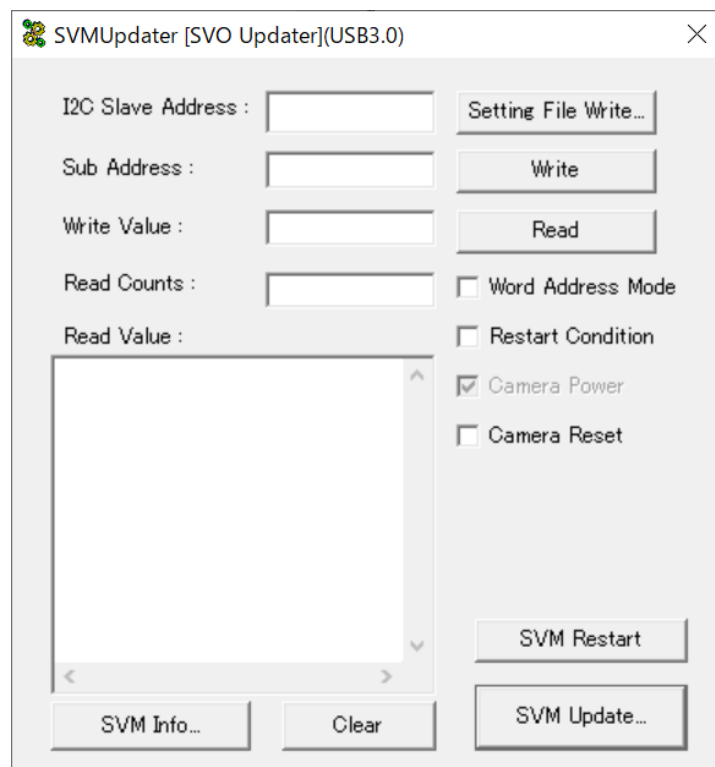 SVMUpdater [SVO Updater](USB3.0)
I2C Slave Address :
Setting File Write...
Sub Address :
Write
Write Value :
Read
Read Counts :
Word Address Mode
Read Value :
Restart Condition
Camera Power
Camera Reset
SVM Restart
SVM Info...
Clear
SVM Update...